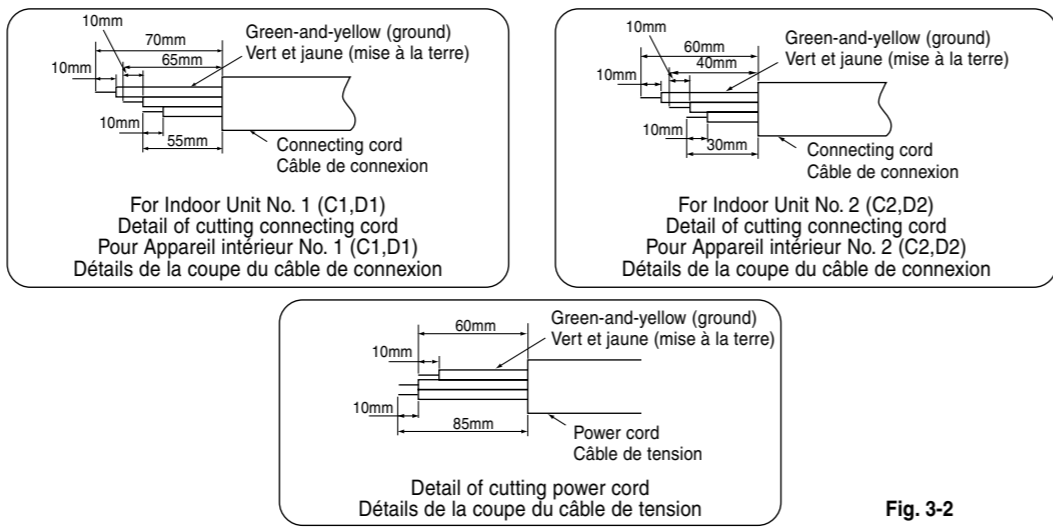 10mm
70mm
65mm
10mm
Green-and-yellow (ground)
Vert et jaune (mise à la terre)
10mm
55mm
Connecting cord
Câble de connexion
For Indoor Unit No. 1 (C1,D1)
Detail of cutting connecting cord
Pour Appareil intérieur No. 1 (C1,D1)
Détails de la coupe du câble de connexion
10mm
60mm
40mm
10mm
Green-and-yellow (ground)
Vert et jaune (mise à la terre)
10mm
30mm
Connecting cord
Câble de connexion
For Indoor Unit No. 2 (C2,D2)
Detail of cutting connecting cord
Pour Appareil intérieur No. 2 (C2,D2)
Détails de la coupe du câble de connexion
60mm
10mm
Green-and-yellow (ground)
Vert et jaune (mise à la terre)
10mm
85mm
Power cord
Câble de tension
Detail of cutting power cord
Détails de la coupe du câble de tension
Fig. 3-2